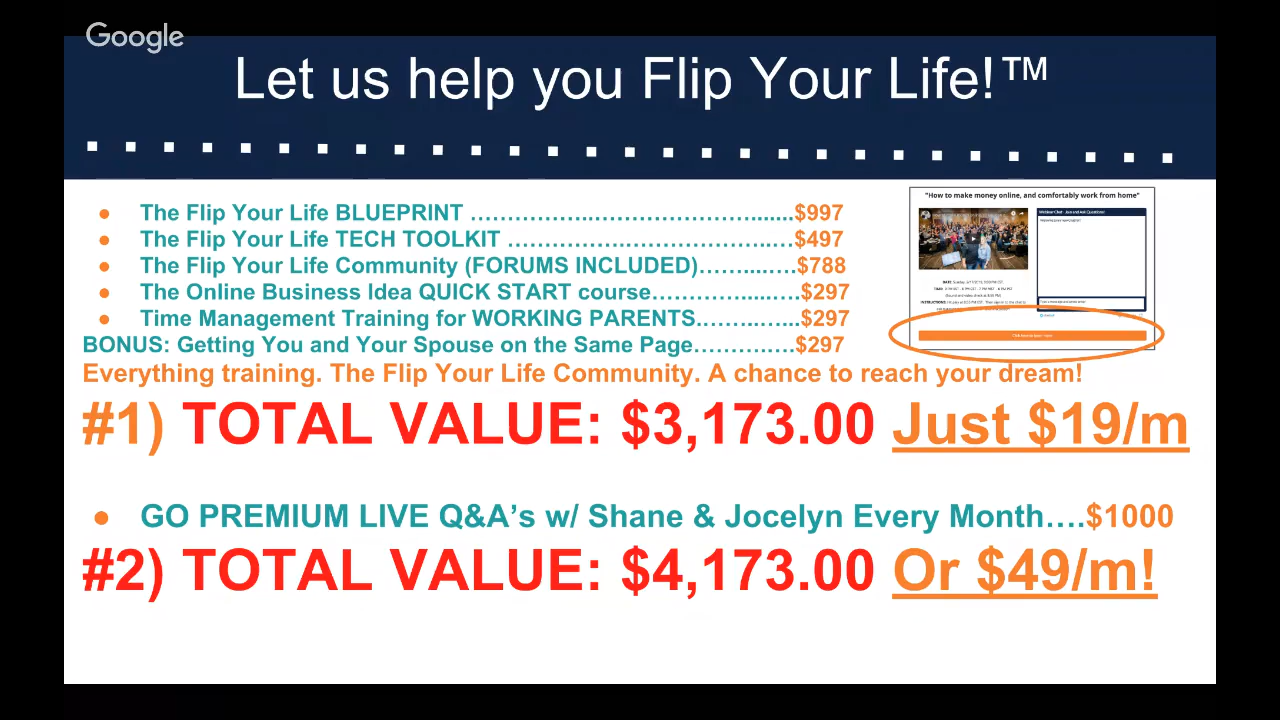 Google
Let us help you Flip Your Life!™
● The Flip Your Life BLUEPRINT ……………..…………………......$997
● The Flip Your Life TECH TOOLKIT ………………..……………..…$497
● The Flip Your Life Community (FORUMS INCLUDED)…….....….$788
● The Online Business Idea QUICK START course………….....…..$297
● Time Management Training for WORKING PARENTS.……..…...$297
BONUS: Getting You and Your Spouse on the Same Page……..…..…$297
Everything training. The Flip Your Life Community. A chance to reach your dream!
#1) TOTAL VALUE: $3,173.00 Just $19/m
● GO PREMIUM LIVE Q&A’s w/ Shane & Jocelyn Every Month….$1000
#2) TOTAL VALUE: $4,173.00 Or $49/m!
"How to make money online, and comfortably work from home"